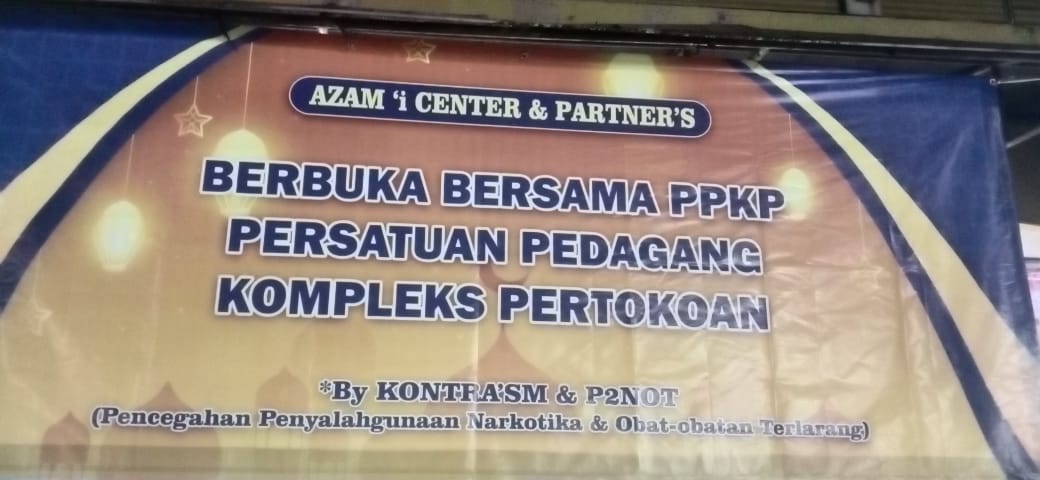 AZAM 'i CENTER & PARTNER'S
BERBUKA BERSAMA PPKP
PERSATUAN PEDAGANG
KOMPLEKS PERTOKOAN
*By KONTRA'SM & P2NOT
(Pencegahan Penyalahgunaan Narkotika & Obat-obatan Terlarang)